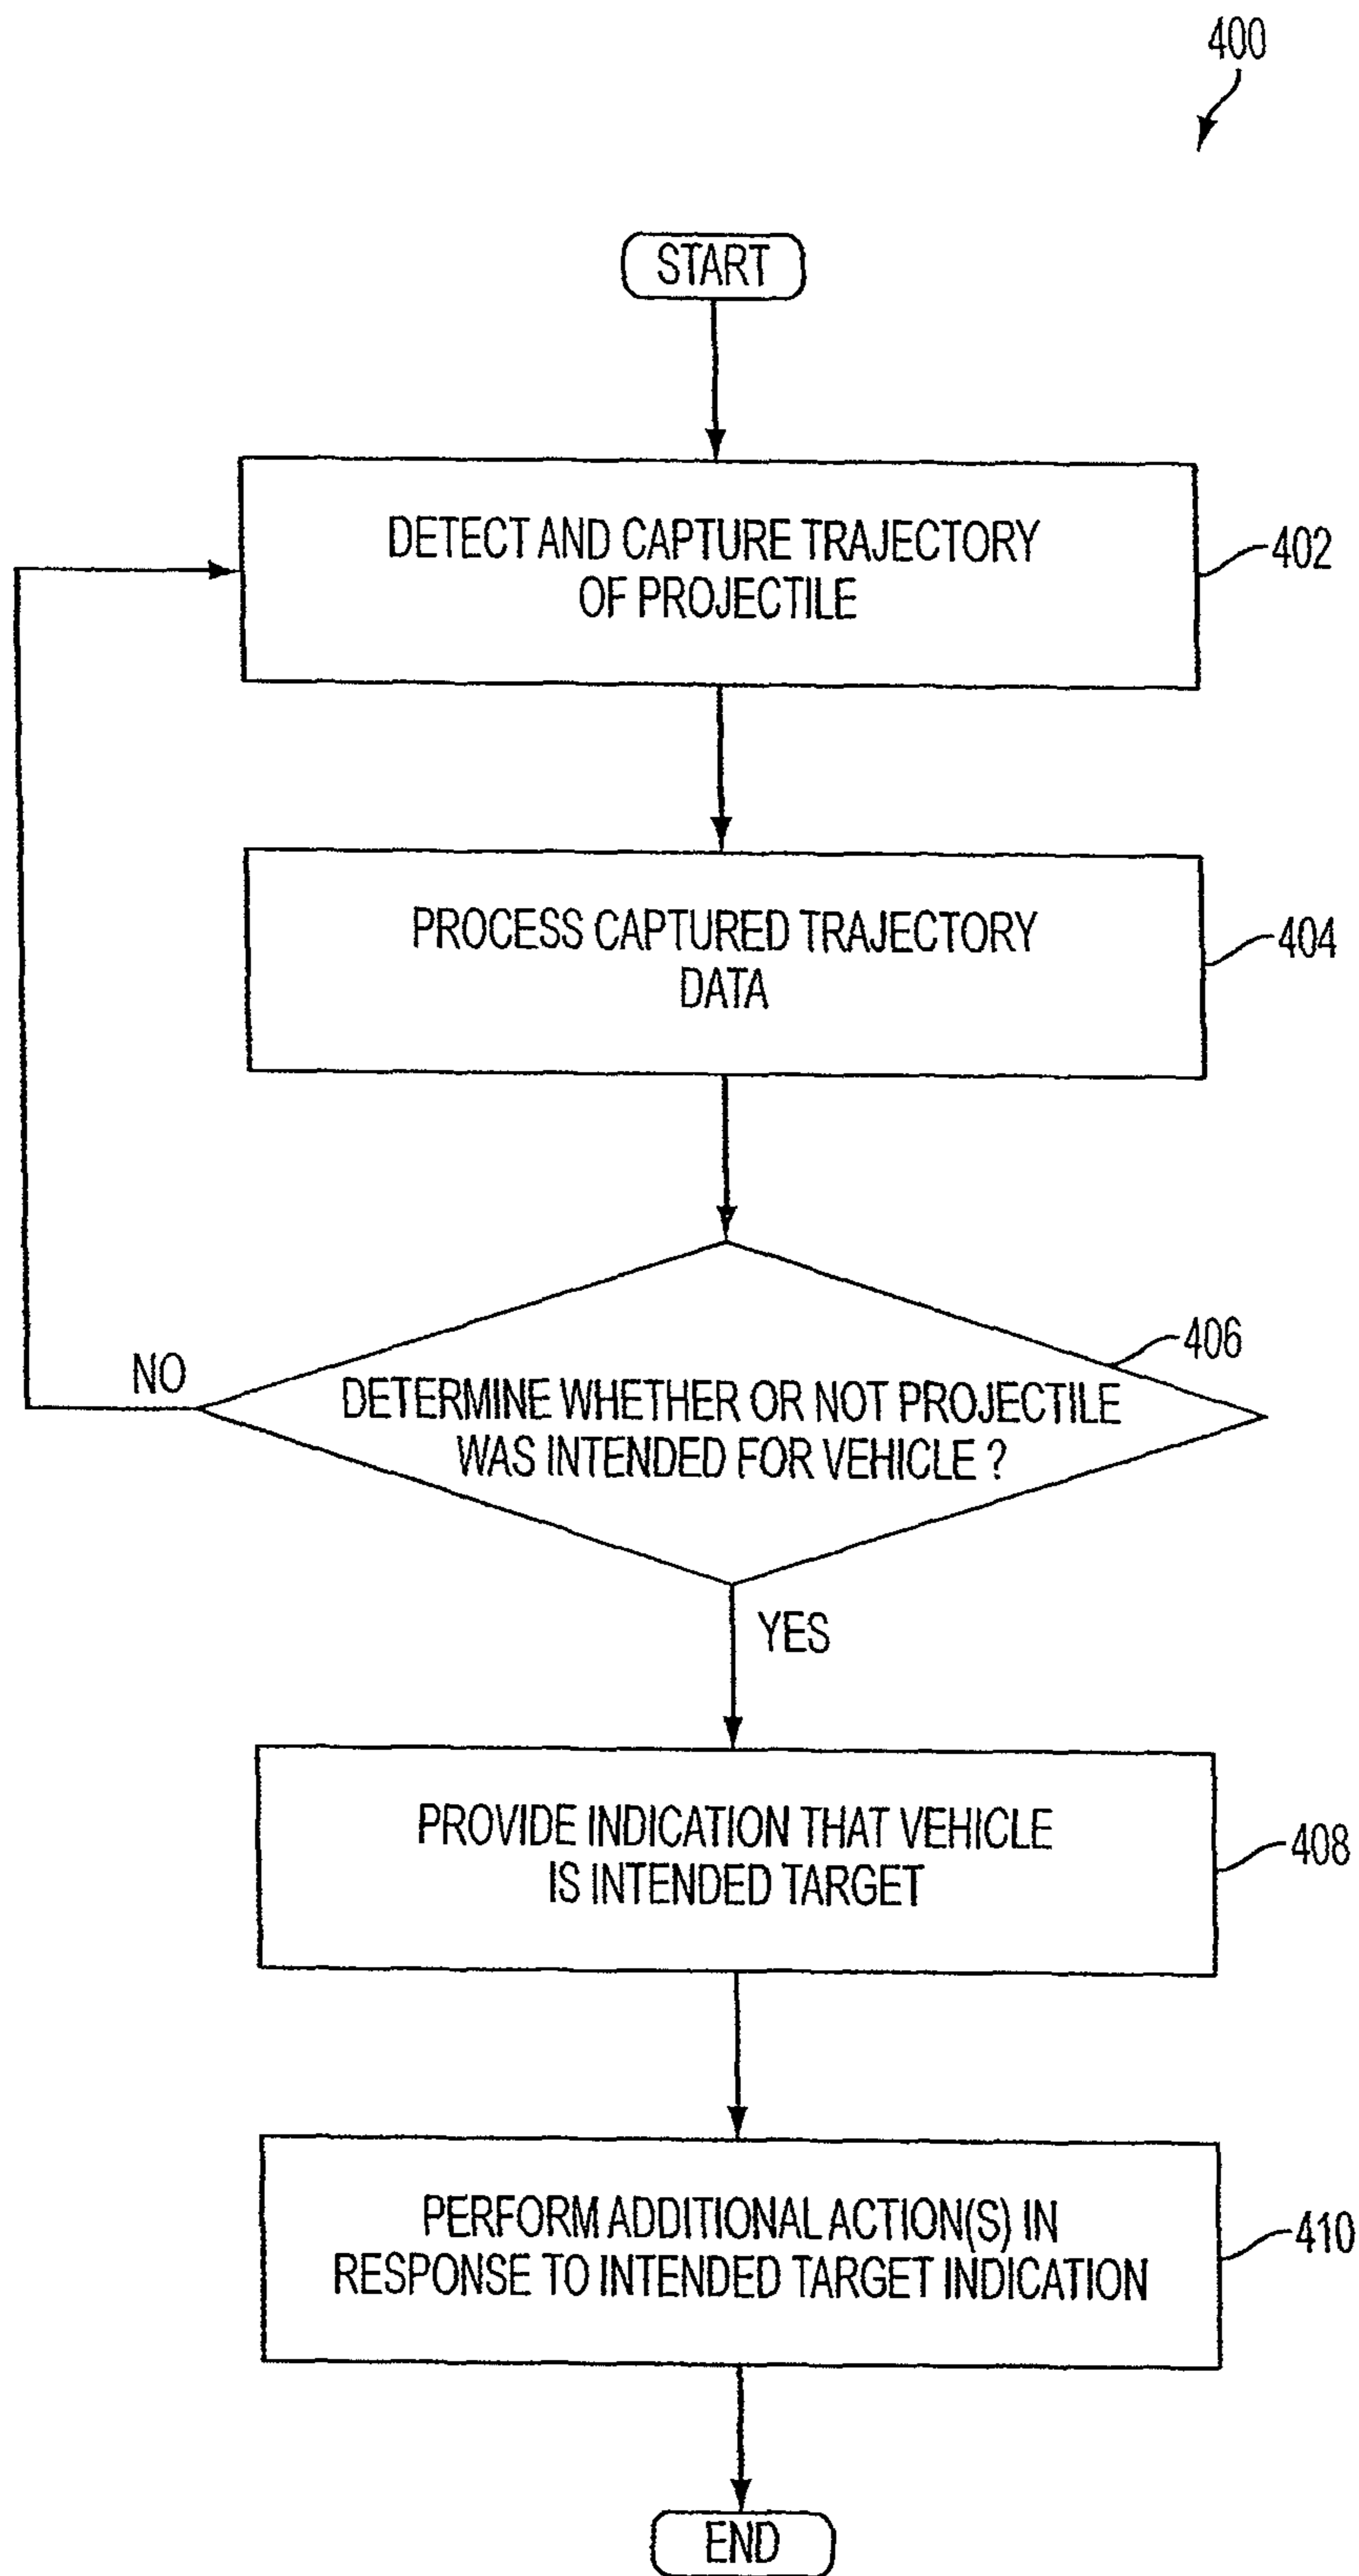 400
START
DETECT AND CAPTURE TRAJECTORY
OF PROJECTILE
402
PROCESS CAPTURED TRAJECTORY
DATA
404
406
NO
DETERMINE WHETHER OR NOT PROJECTILE
WAS INTENDED FOR VEHICLE ?
YES
PROVIDE INDICATION THAT VEHICLE
IS INTENDED TARGET
408
PERFORM ADDITIONAL ACTION(S) IN
RESPONSE TO INTENDED TARGET INDICATION
410
END